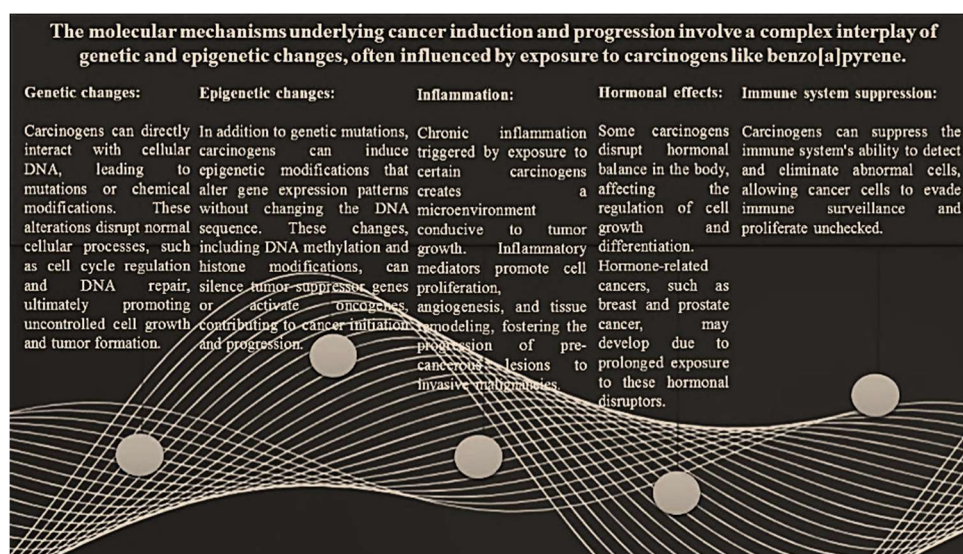 The molecular mechanisms underlying cancer induction and progression involve a complex interplay of
genetic and epigenetic changes, often influenced by exposure to carcinogens like benzo[a]pyrene.
Genetic changes:
Carcinogens can directly
interact with cellular
DNA, leading to
mutations or chemical
modifications. These
alterations disrupt normal
cellular processes, such
as cell cycle regulation
and DNA repair,
ultimately promoting
uncontrolled cell growth
and tumor formation.
Epigenetic changes:
In addition to genetic mutations,
carcinogens can induce
epigenetic modifications that
alter gene expression patterns
without changing the DNA
sequence. These changes,
including DNA methylation and
histone modifications, can
silence tumor suppressor genes
or activate oncogenes,
contributing to cancer initiation
and progression.
Inflammation:
Chronic inflammation
triggered by exposure to
certain carcinogens
creates a
microenvironment
conducive to tumor
growth. Inflammatory
mediators promote cell
proliferation,
angiogenesis, and tissue
remodeling, fostering the
progression of pre-
cancerous lesions to
invasive malignancies.
Hormonal effects:
Some carcinogens
disrupt hormonal
balance in the body,
affecting the
regulation of cell
growth and
differentiation.
Hormone-related
cancers, such as
breast and prostate
cancer, may
develop due to
prolonged exposure
to these hormonal
disruptors.
Immune system suppression:
Carcinogens can suppress the
immune system's ability to detect
and eliminate abnormal cells,
allowing cancer cells to evade
immune surveillance and
proliferate unchecked.